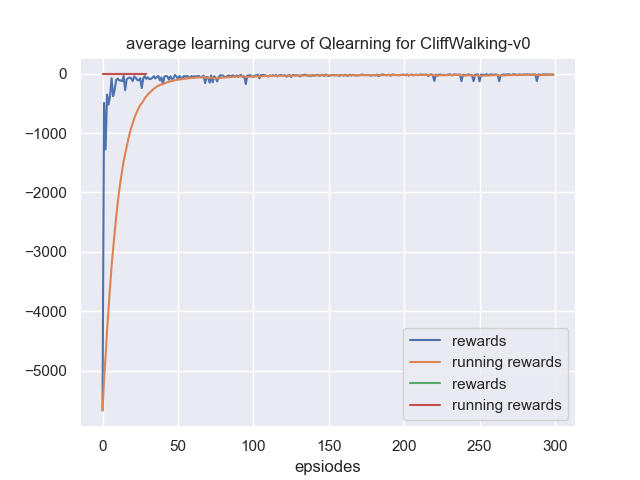 average learning curve of Qlearning for CliffWalking-v0
0
−1000
−2000
−3000
−4000
−5000
rewards
running rewards
rewards
running rewards
0 50 100 150 200 250 300
epsiodes